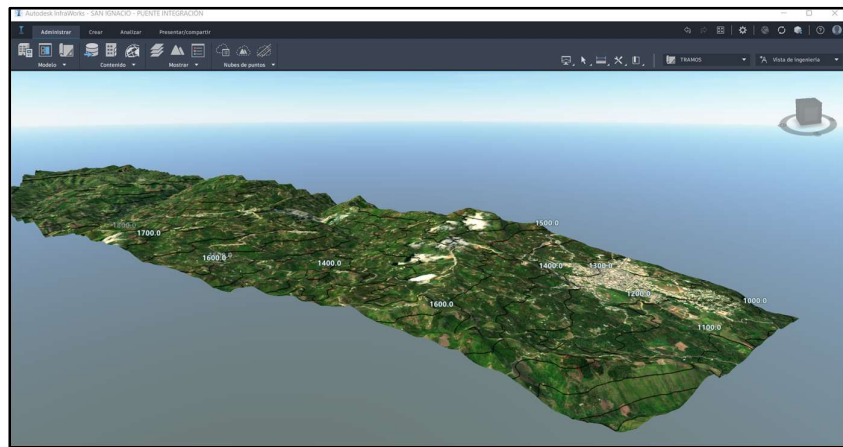 Autodesk InfraWorks - SAN IGNACIO - PUENTE INTEGRACIÓN
Administrar Crear Analizar Presentar/compartir
Modelo Contenido Mostrar Nubes de puntos TRAMOS Vista de Ingeniería
1500.0
1700.0
1600.0 1400.0 1400.0 1300.0
1600.0 1200.0 1000.0
1100.0